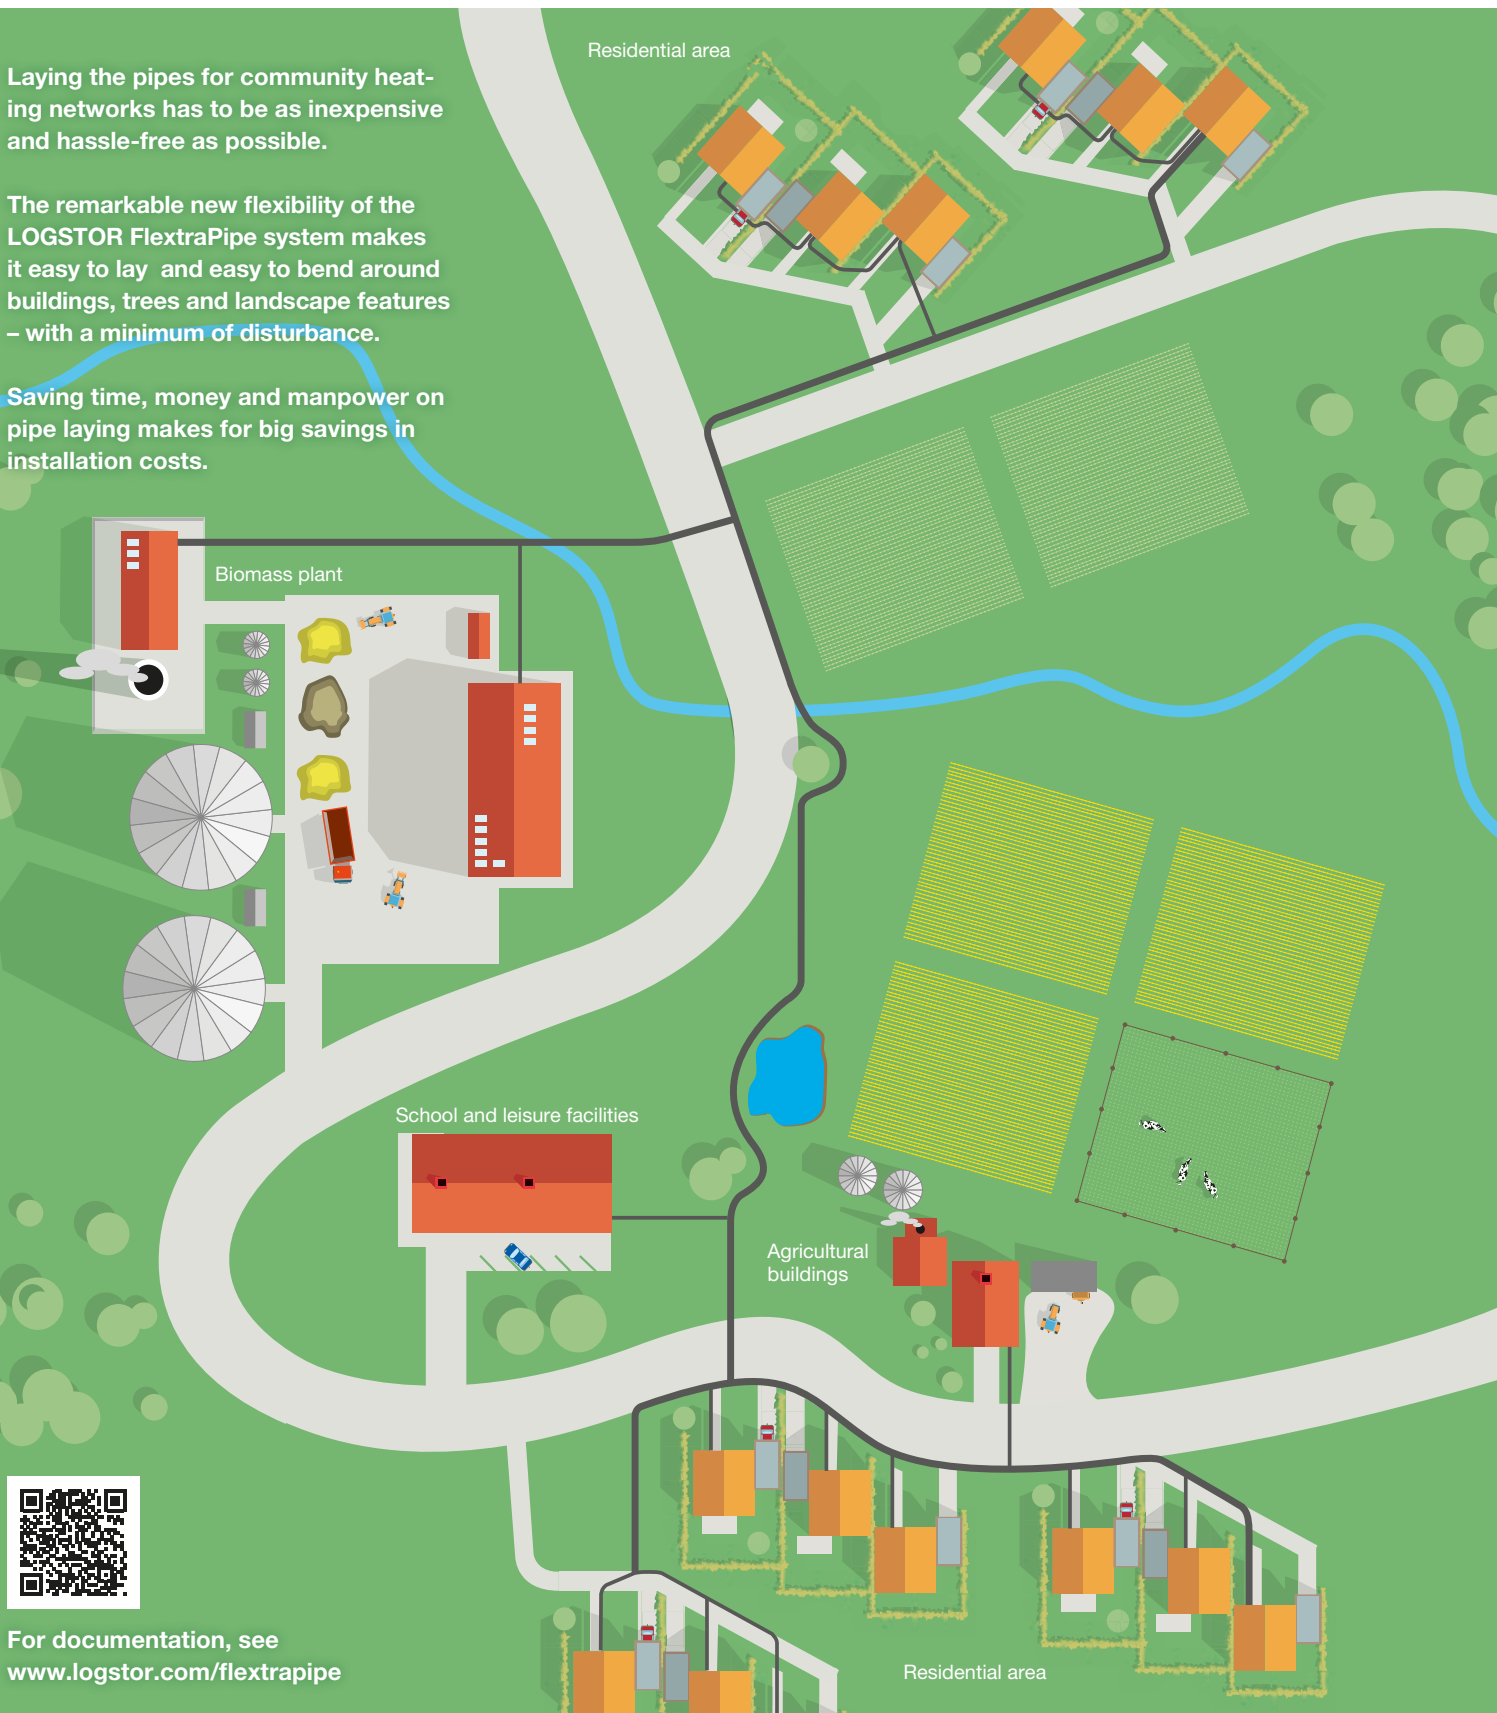 Residential area
Laying the pipes for community heat-
ing networks has to be as inexpensive
and hassle-free as possible.
The remarkable new flexibility of the
LOGSTOR FlextraPipe system makes
it easy to lay  and easy to bend around
buildings, trees and landscape features
– with a minimum of disturbance.
Saving time, money and manpower on
pipe laying makes for big savings in
installation costs.
Biomass plant
School and leisure facilities
Agricultural
buildings
For documentation, see
www.logstor.com/flextrapipe
Residential area